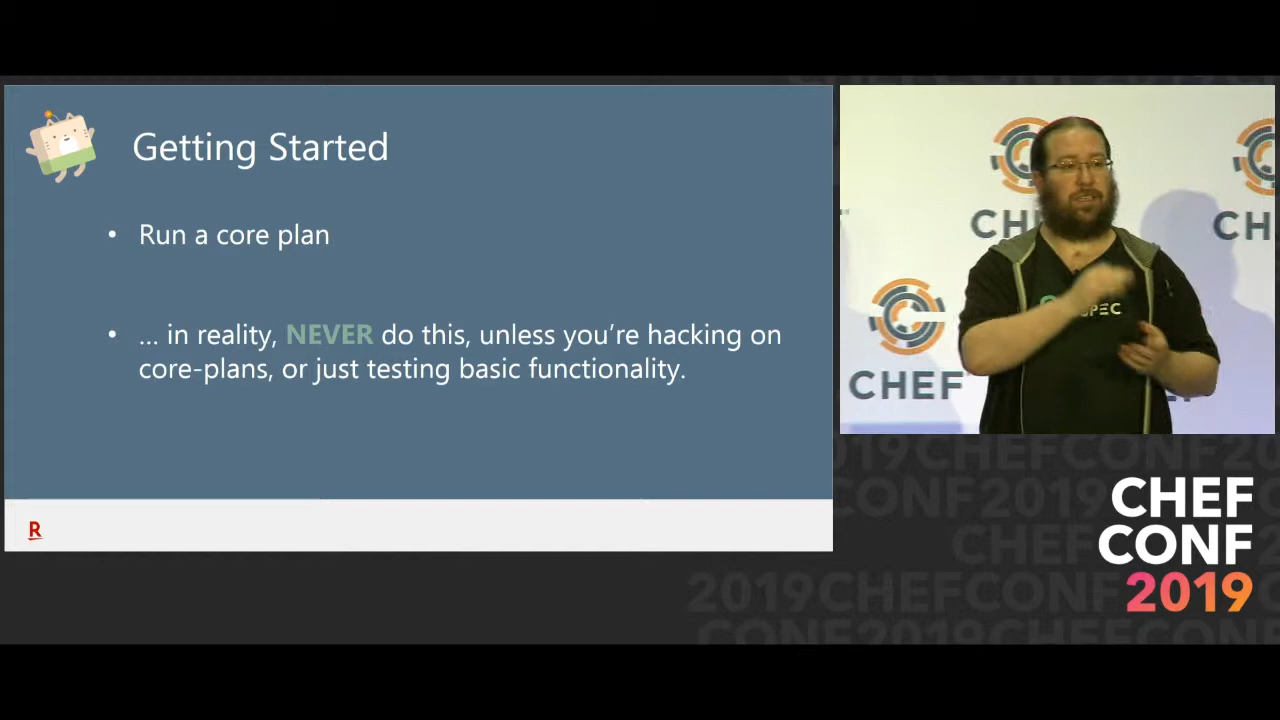 Getting Started
• Run a core plan
• ... in reality, NEVER do this, unless you're hacking on
core-plans, or just testing basic functionality.
R
CHEF
CHEF
SPEC
CHEF
CONF
2019